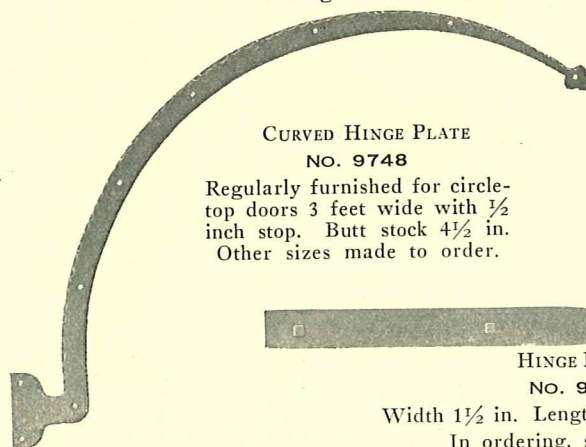 CURVED HINGE PLATE
No. 9748
Regularly furnished for circle-
top doors 3 feet wide with ½
inch stop. Butt stock 4½ in.
Other sizes made to order.
HINGE
No. 9
Width 1½ in. Lengt
In ordering,